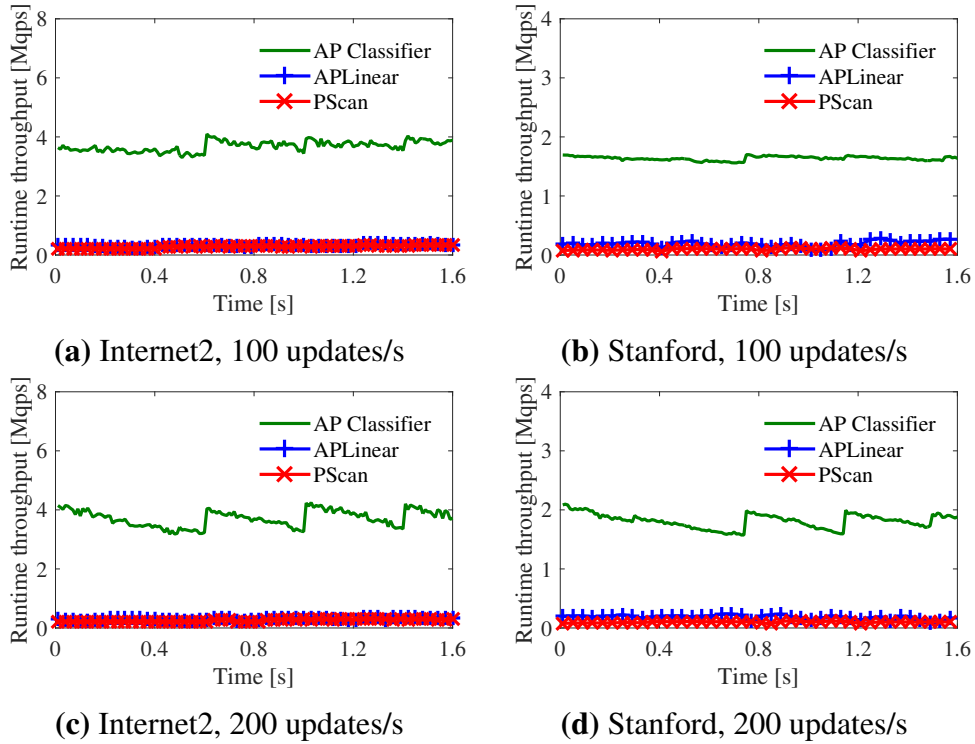 Runtime throughput [Mqps]
8
6
4
2
0
AP Classifier
APLinear
PScan
0 0.4 0.8 1.2 1.6
Time [s]
(a) Internet2, 100 updates/s
Runtime throughput [Mqps]
4
3
2
1
0
AP Classifier
APLinear
PScan
0 0.4 0.8 1.2 1.6
Time [s]
(b) Stanford, 100 updates/s
Runtime throughput [Mqps]
8
6
4
2
0
AP Classifier
APLinear
PScan
0 0.4 0.8 1.2 1.6
Time [s]
(c) Internet2, 200 updates/s
Runtime throughput [Mqps]
4
3
2
1
0
AP Classifier
APLinear
PScan
0 0.4 0.8 1.2 1.6
Time [s]
(d) Stanford, 200 updates/s